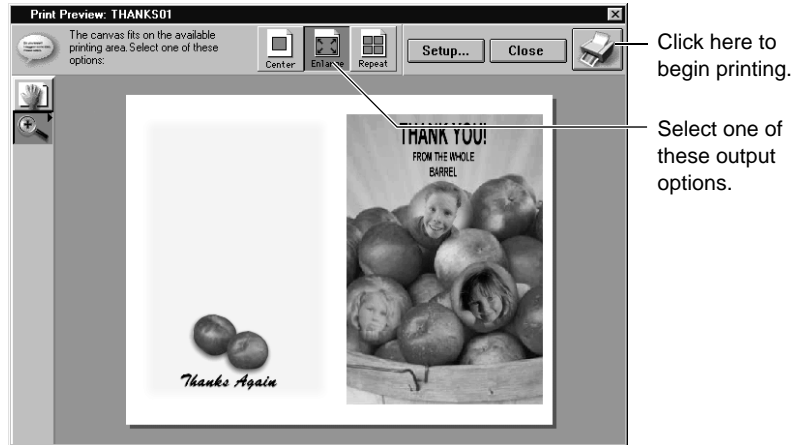 Print Preview: THANKS01
The canvas fits on the available
printing area. Select one of these
options:
Center
Enlarge
Repeat
Setup...
Close
Click here to
begin printing.
Select one of
these output
options.
THANK YOU!
FROM THE WHOLE
BARREL
Thanks Again